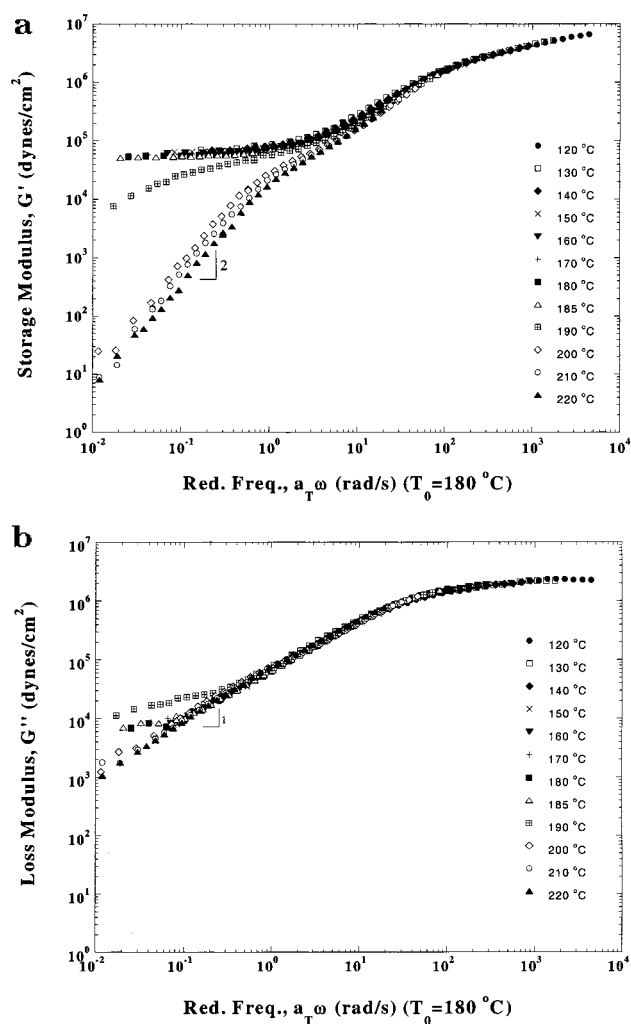 a
10^7
10^6
10^5
10^4
10^3
10^2
10^1
10^0
Storage Modulus, G' (dynes/cm^2)
2
120 °C
130 °C
140 °C
150 °C
160 °C
170 °C
180 °C
185 °C
190 °C
200 °C
210 °C
220 °C
10^-2 10^-1 10^0 10^1 10^2 10^3 10^4
Red. Freq., a_Tω (rad/s) (T_0=180 °C)
b
10^7
10^6
10^5
10^4
10^3
10^2
10^1
10^0
Loss Modulus, G'' (dynes/cm^2)
1
120 °C
130 °C
140 °C
150 °C
160 °C
170 °C
180 °C
185 °C
190 °C
200 °C
210 °C
220 °C
10^-2 10^-1 10^0 10^1 10^2 10^3 10^4
Red. Freq., a_Tω (rad/s) (T_0=180 °C)